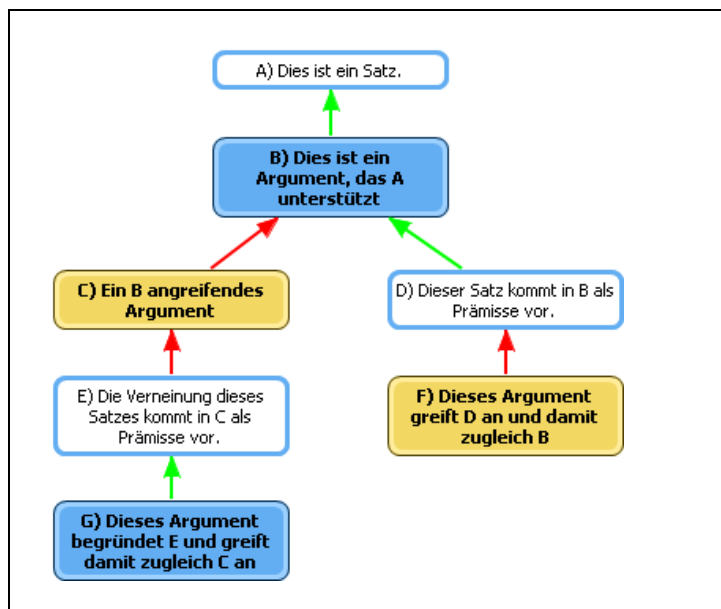 A) Dies ist ein Satz.
B) Dies ist ein
Argument, das A
unterstützt
C) Ein B angreifendes
Argument
D) Dieser Satz kommt in B als
Prämisse vor.
E) Die Verneinung dieses
Satzes kommt in C als
Prämisse vor.
F) Dieses Argument
greift D an und damit
zugleich B
G) Dieses Argument
begründet E und greift
damit zugleich C an